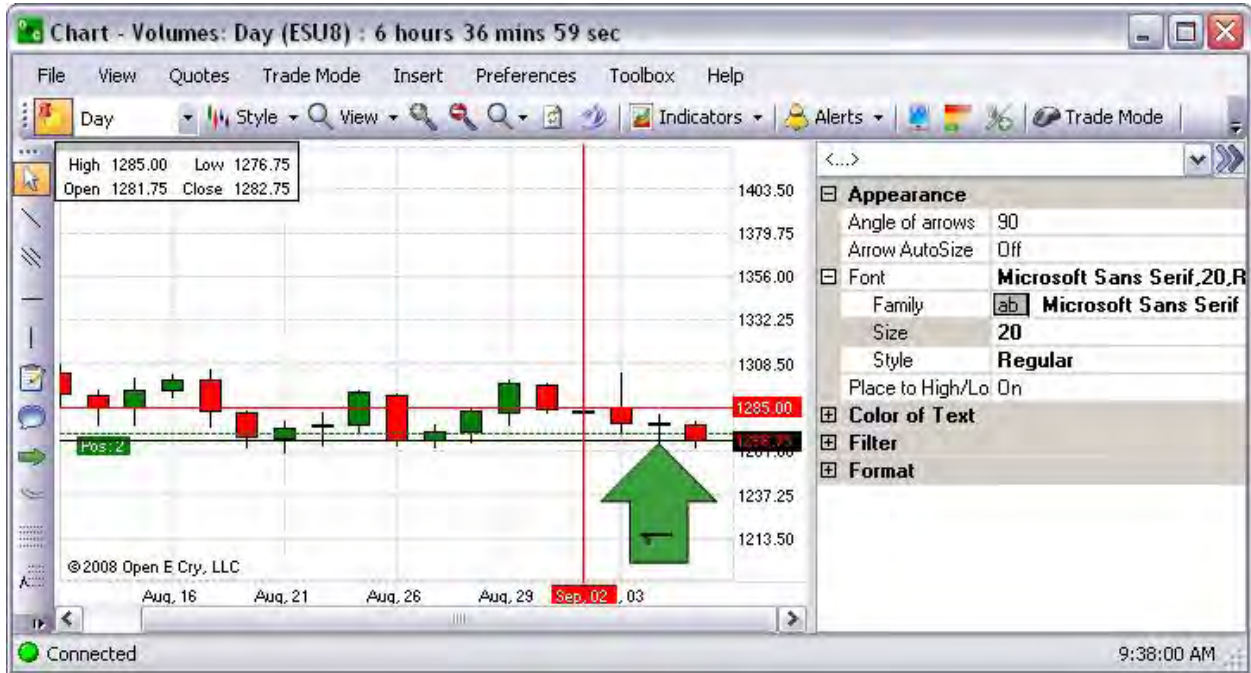 Chart - Volumes: Day (ESU8) : 6 hours 36 mins 59 sec
File View Quotes Trade Mode Insert Preferences Toolbox Help
Day Style View Indicators Alerts Trade Mode
High 1285.00 Low 1276.75
Open 1281.75 Close 1282.75
<...>
Appearance
Angle of arrows 90
Arrow AutoSize Off
Font Microsoft Sans Serif,20,R
Family ab Microsoft Sans Serif
Size 20
Style Regular
Place to High/Lo On
Color of Text
Filter
Format
1403.50
1379.75
1356.00
1332.25
1308.50
1285.00
1237.25
1213.50
Pos: 2
1
©2008 Open E Cry, LLC
Aug, 16 Aug, 21 Aug, 26 Aug, 29 Sep, 02 , 03
Connected 9:38:00 AM